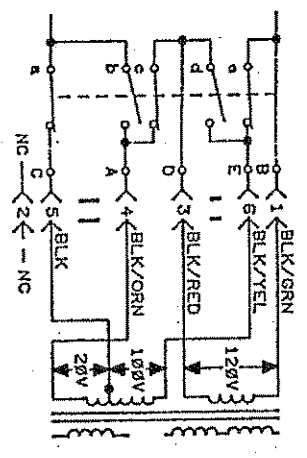 B 1 BLK/GRN
e E 6 BLK/YEL
120V
d
D 3 BLK/RED
c
b A 4 BLK/ORN
100V
20V
a C 5 BLK
NC 2 NC